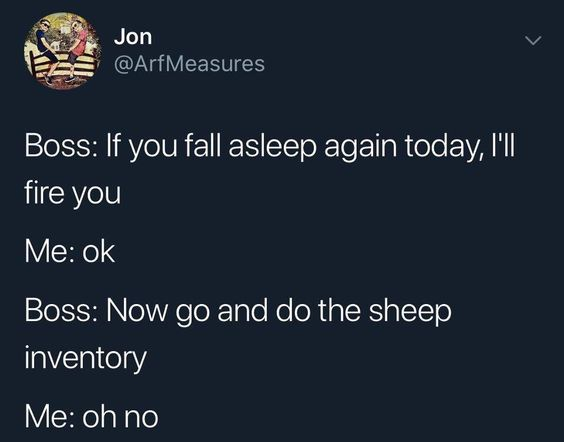 Jon
@ArfMeasures
Boss: If you fall asleep again today, I'll
fire you
Me: ok
Boss: Now go and do the sheep
inventory
Me: oh no